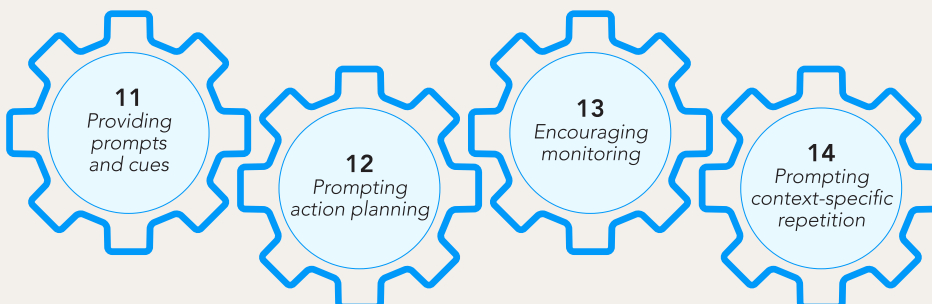 11
Providing
prompts
and cues
12
Prompting
action planning
13
Encouraging
monitoring
14
Prompting
context-specific
repetition